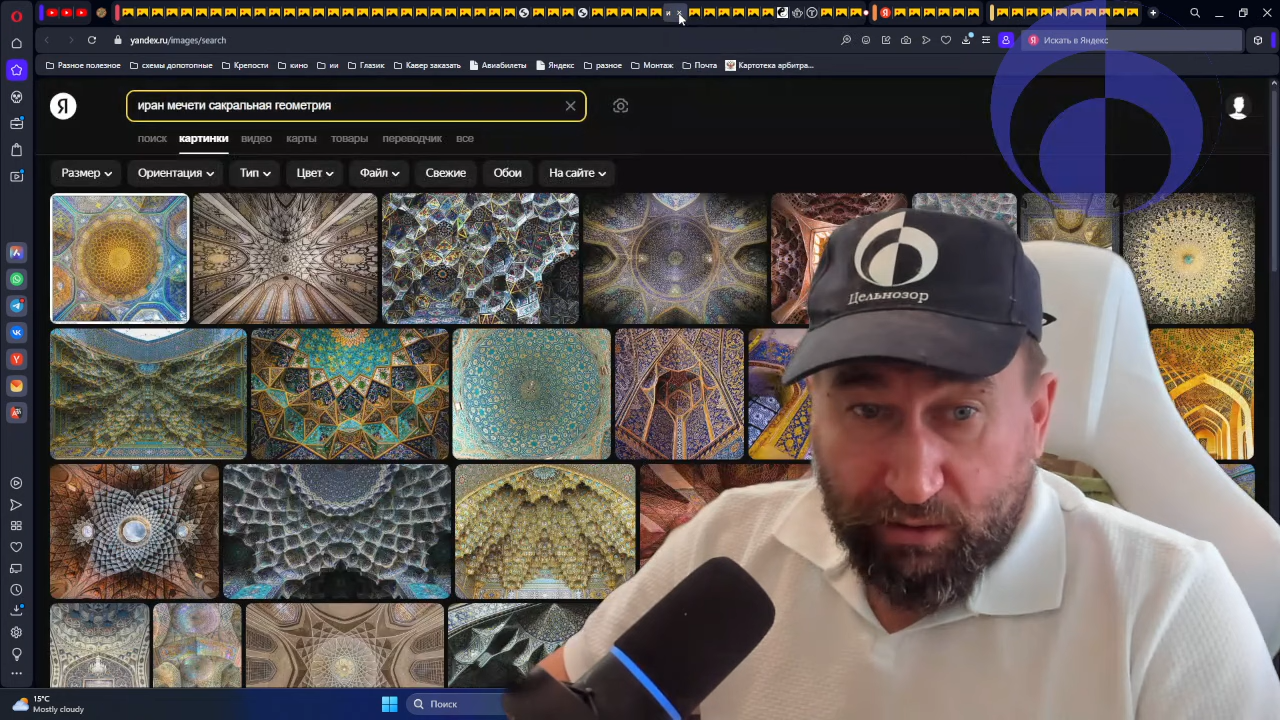 yandex.ru/images/search
Искать в Яндекс
Разное полезное
схемы допотопные
Крепости
кино
ии
Глазик
Кавер заказать
Авиабилеты
Яндекс
разное
Монтаж
Почта
Картотека арбитра...
Я
иран мечети сакральная геометрия
поиск
картинки
видео
карты
товары
переводчик
все
Размер
Ориентация
Тип
Цвет
Файл
Свежие
Обои
На сайте
Цельнозор
15°C
Mostly cloudy
Поиск